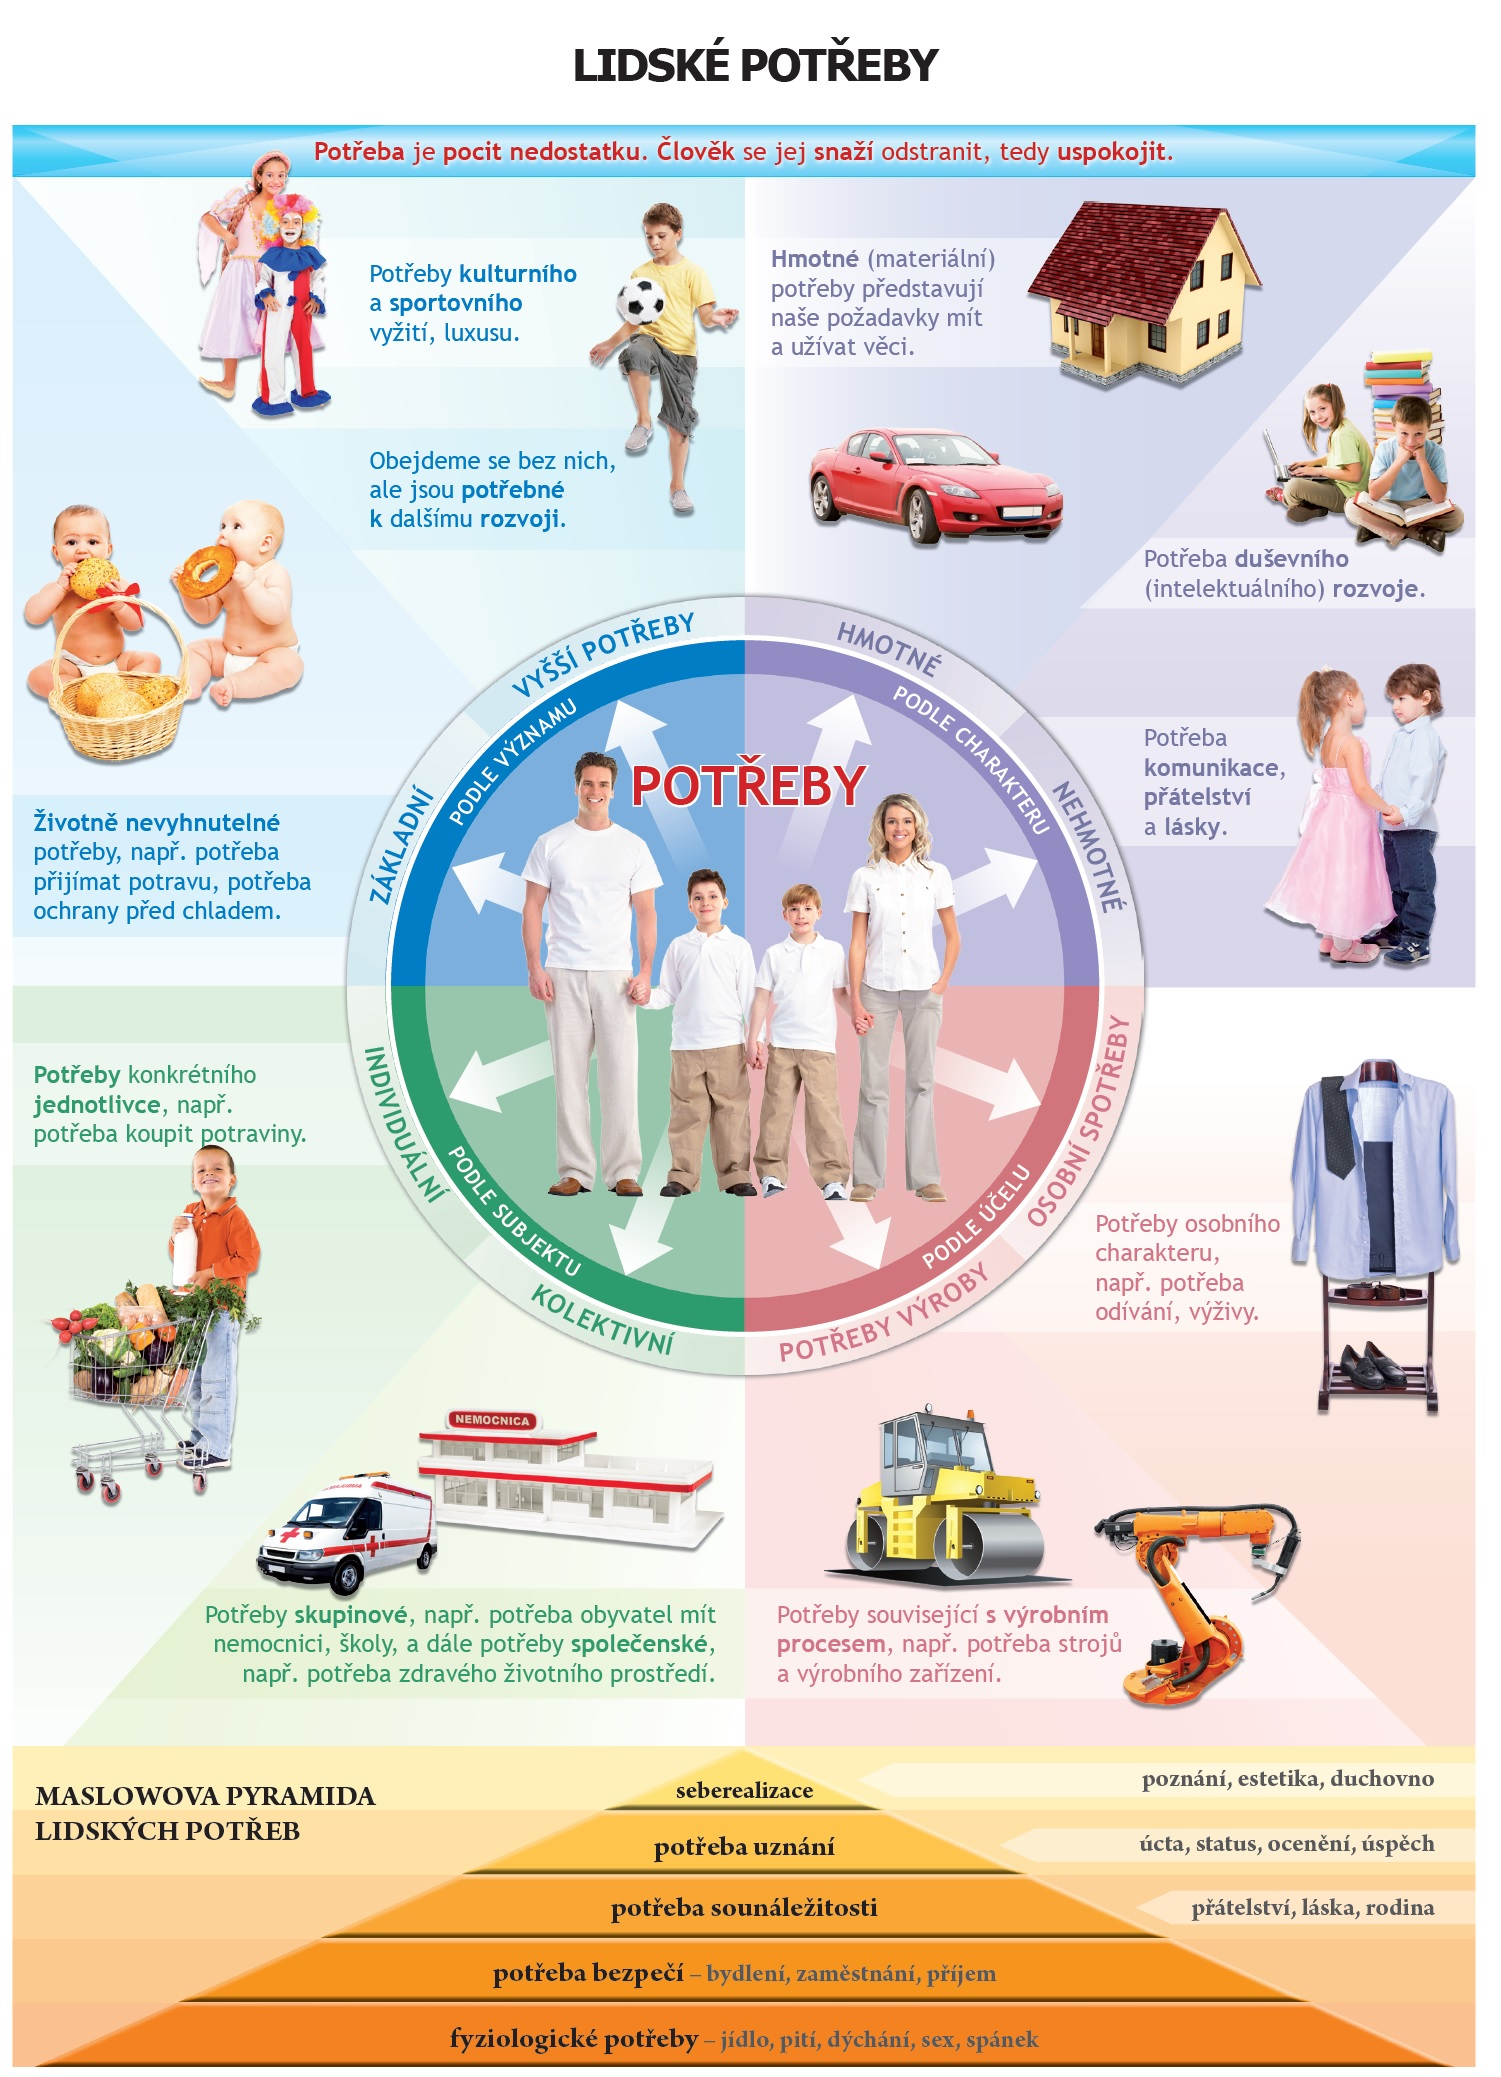 LIDSKÉ POTŘEBY
Potřeba je pocit nedostatku. Člověk se jej snaží odstranit, tedy uspokojit.
Potřeby kulturního
a sportovního
vyžití, luxusu.
Obejdeme se bez nich,
ale jsou potřebné
k dalšímu rozvoji.
Hmotné (materiální)
potřeby představují
naše požadavky mít
a užívat věci.
Potřeba duševního
(intelektuálního) rozvoje.
Potřeba
komunikace,
přátelství
a lásky.
Životně nevyhnutelné
potřeby, např. potřeba
přijímat potravu, potřeba
ochrany před chladem.
VYŠŠÍ POTŘEBY
HMOTNÉ
PODLE VÝZNAMU
PODLE CHARAKTERU
ZÁKLADNÍ
NEHMOTNÉ
POTŘEBY
INDIVIDUÁLNÍ
OSOBNÍ SPOTŘEBY
PODLE SUBJEKTU
PODLE ÚČELU
KOLEKTIVNÍ
POTŘEBY VÝROBY
Potřeby konkrétního
jednotlivce, např.
potřeba koupit potraviny.
Potřeby osobního
charakteru,
např. potřeba
odívání, výživy.
NEMOCNICA
AMBULANCIA
Potřeby skupinové, např. potřeba obyvatel mít
nemocnici, školy, a dále potřeby společenské,
např. potřeba zdravého životního prostředí.
Potřeby související s výrobním
procesem, např. potřeba strojů
a výrobního zařízení.
MASLOWOVA PYRAMIDA
LIDSKÝCH POTŘEB
seberealizace
poznání, estetika, duchovno
potřeba uznání
úcta, status, ocenění, úspěch
potřeba sounáležitosti
přátelství, láska, rodina
potřeba bezpečí – bydlení, zaměstnání, příjem
fyziologické potřeby – jídlo, pití, dýchání, sex, spánek